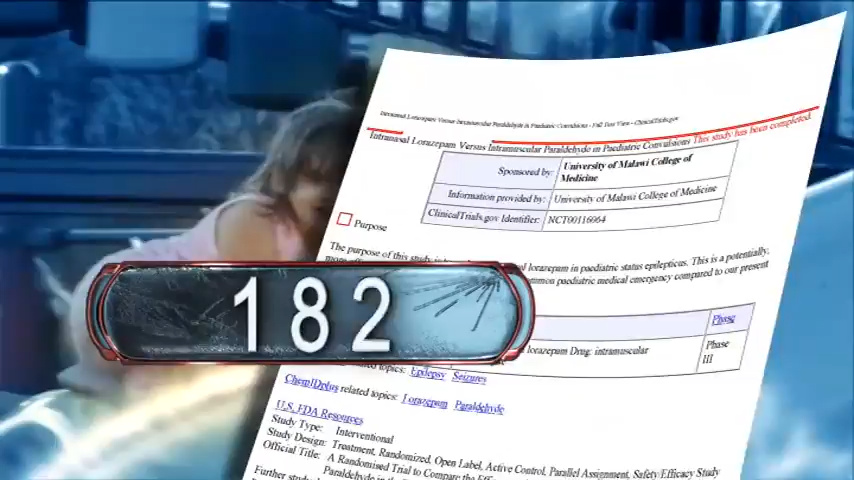 Intranasal Lorazepam Versus Intramuscular Paraldehyde in Paediatric Convulsions - Full Text View - ClinicalTrials.gov
Intranasal Lorazepam Versus Intramuscular Paraldehyde in Paediatric Convulsions This study has been completed.
Sponsored by: University of Malawi College of Medicine
Information provided by: University of Malawi College of Medicine
ClinicalTrials.gov Identifier: NCT00116064
Purpose
The purpose of this study is lorazepam in paediatric status epilepticus. This is a potentially,
common paediatric medical emergency compared to our present
182
Phase
lorazepam Drug: intramuscular Phase III
related topics: Epilepsy Seizures
ChemIDplus related topics: Lorazepam Paraldehyde
U.S. FDA Resources
Study Type: Interventional
Study Design: Treatment, Randomized, Open Label, Active Control, Parallel Assignment, Safety/Efficacy Study
Official Title: A Randomised Trial to Compare the
Paraldehyde in the
Further